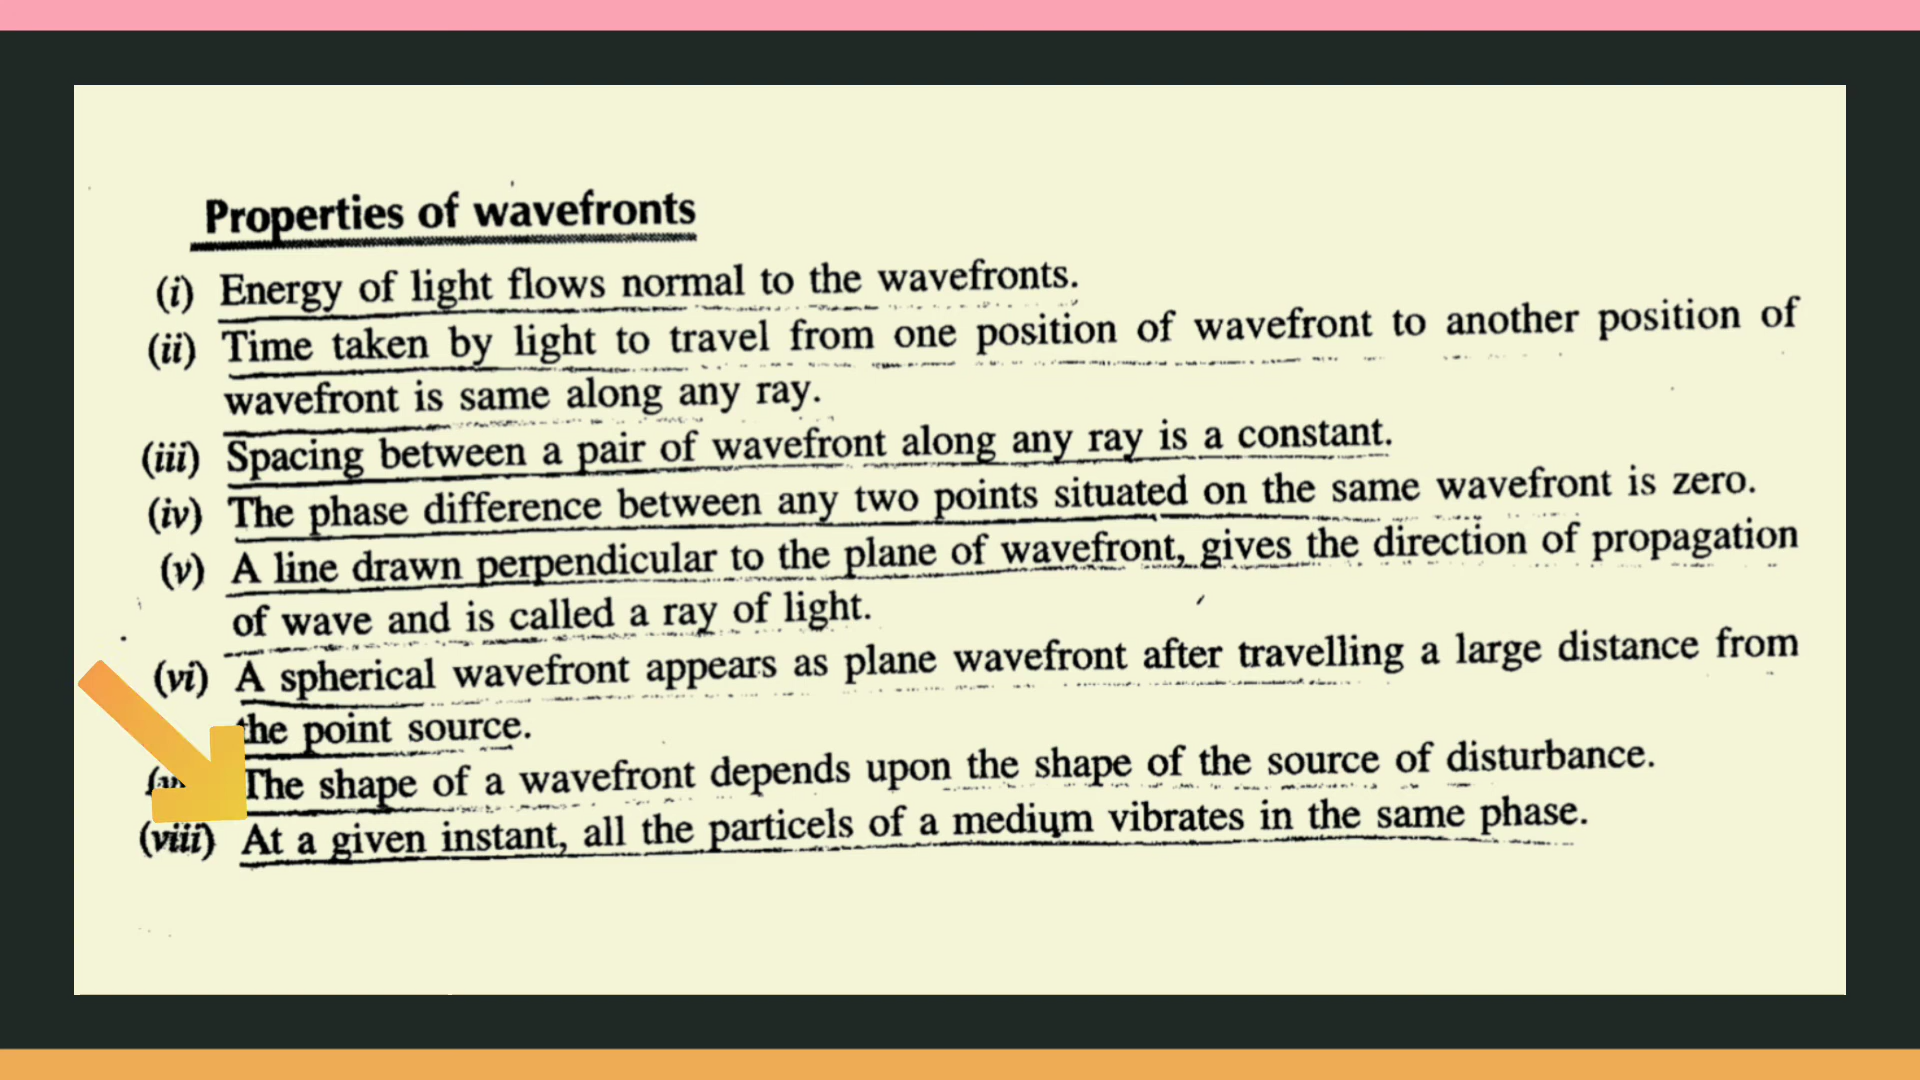 Properties of wavefronts
(i) Energy of light flows normal to the wavefronts.
(ii) Time taken by light to travel from one position of wavefront to another position of
wavefront is same along any ray.
(iii) Spacing between a pair of wavefront along any ray is a constant.
(iv) The phase difference between any two points situated on the same wavefront is zero.
(v) A line drawn perpendicular to the plane of wavefront, gives the direction of propagation
of wave and is called a ray of light.
(vi) A spherical wavefront appears as plane wavefront after travelling a large distance from
the point source.
The shape of a wavefront depends upon the shape of the source of disturbance.
(viii) At a given instant, all the particels of a medium vibrates in the same phase.